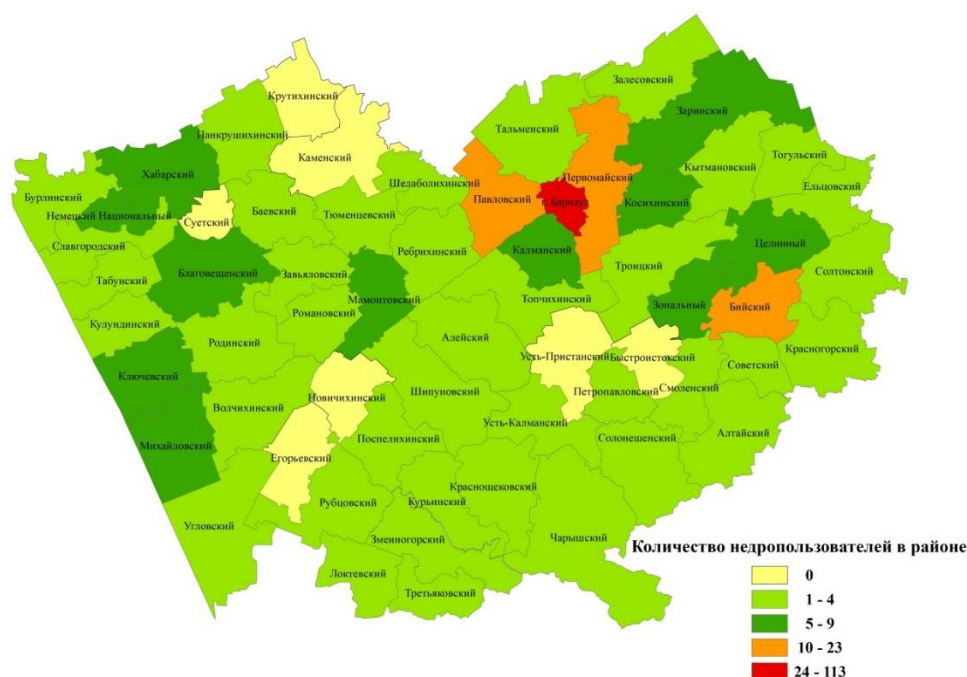 Крутихинский
Залесовский
Панкрушихинский
Каменский
Тальменский
Заринский
Хабарский
Шелаболихинский
Кытмановский
Тогульский
Бурлинский
Первомайский
Ельцовский
Немецкий Национальный
Суетский
Баевский
Тюменцевский
Павловский
г. Барнаул
Косихинский
Славгородский
Ребрихинский
Калманский
Целинный
Табунский
Благовещенский
Завьяловский
Троицкий
Солтонский
Мамонтовский
Топчихинский
Зональный
Бийский
Кулундинский
Романовский
Родинский
Алейский
Усть-Пристанский
Быстроистокский
Красногорский
Советский
Ключевский
Новичихинский
Шипуновский
Петропавловский
Смоленский
Волчихинский
Усть-Калманский
Михайловский
Поспелихинский
Солонешенский
Алтайский
Егорьевский
Краснощековский
Рубцовский
Курьинский
Угловский
Змеиногорский
Чарышский
Локтевский
Третьяковский
Количество недропользователей в районе
0
1 - 4
5 - 9
10 - 23
24 - 113